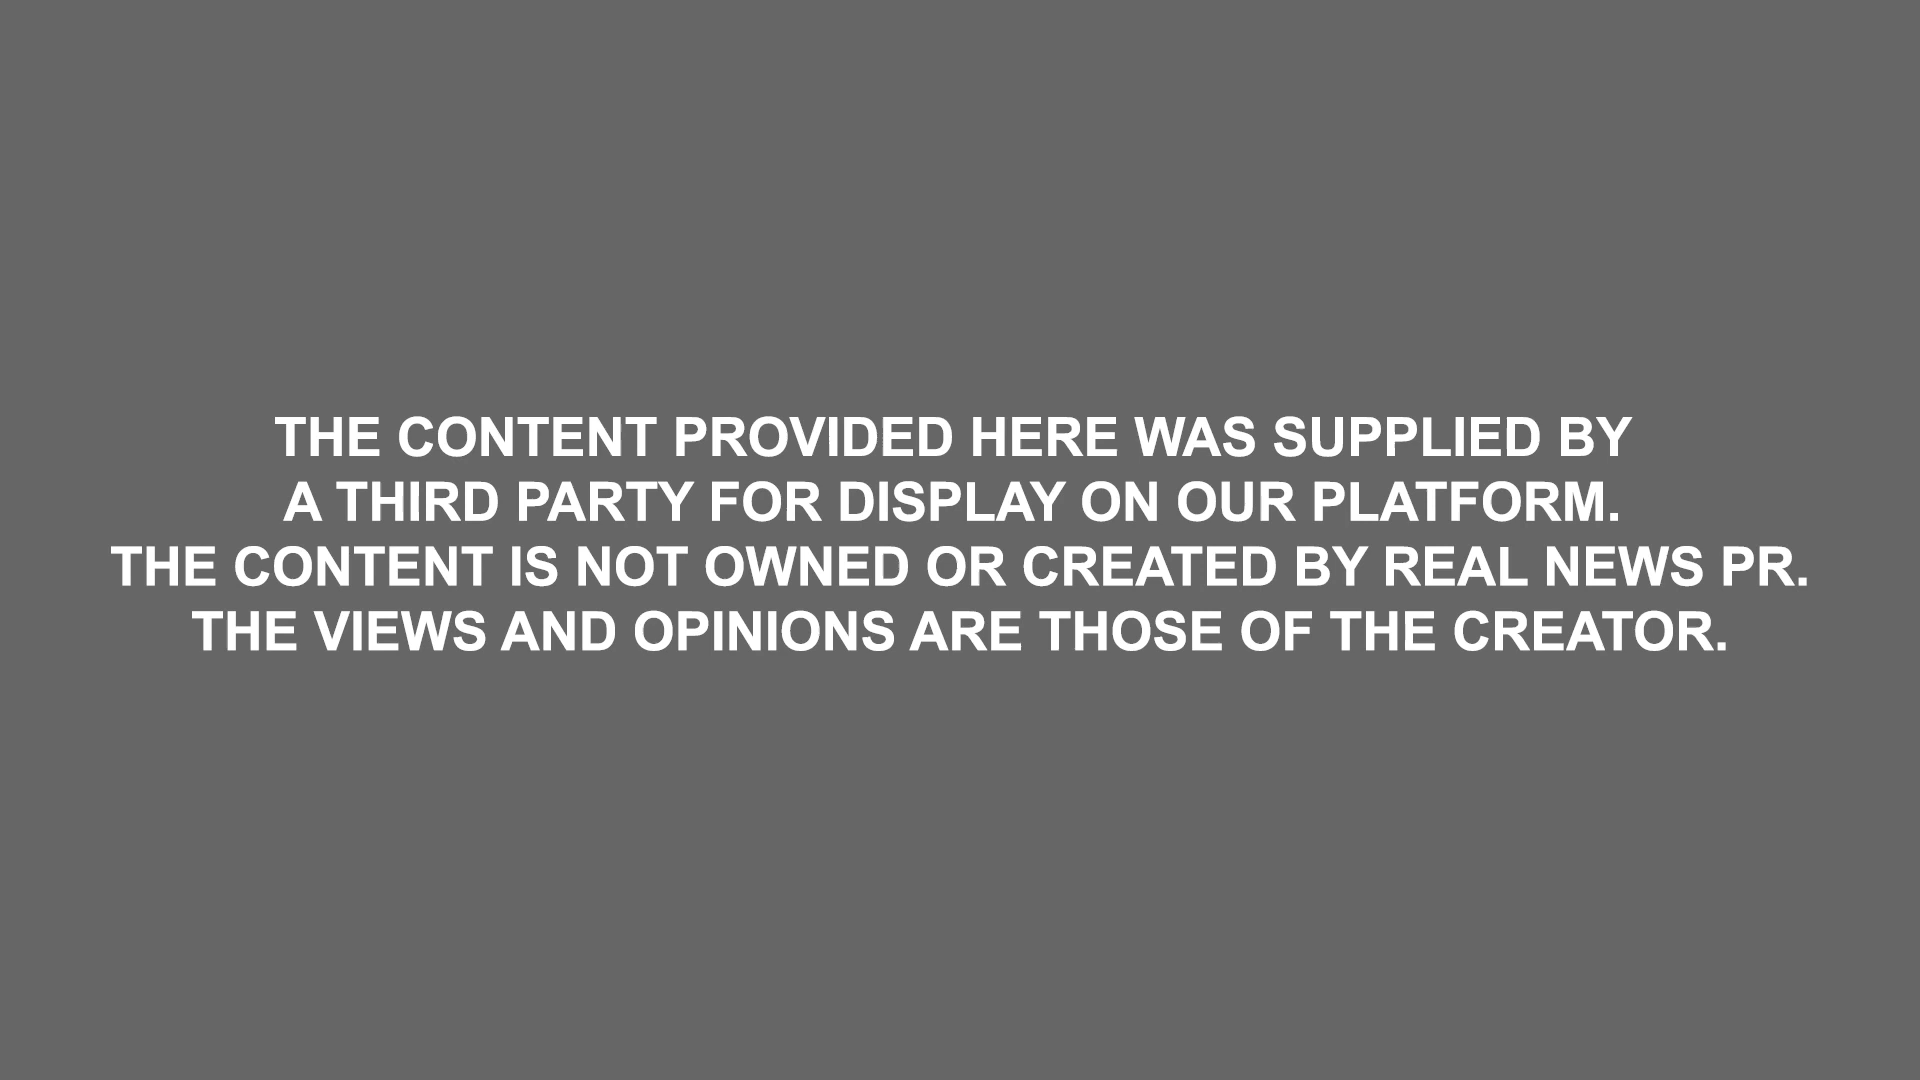 THE CONTENT PROVIDED HERE WAS SUPPLIED BY
A THIRD PARTY FOR DISPLAY ON OUR PLATFORM.
THE CONTENT IS NOT OWNED OR CREATED BY REAL NEWS PR.
THE VIEWS AND OPINIONS ARE THOSE OF THE CREATOR.